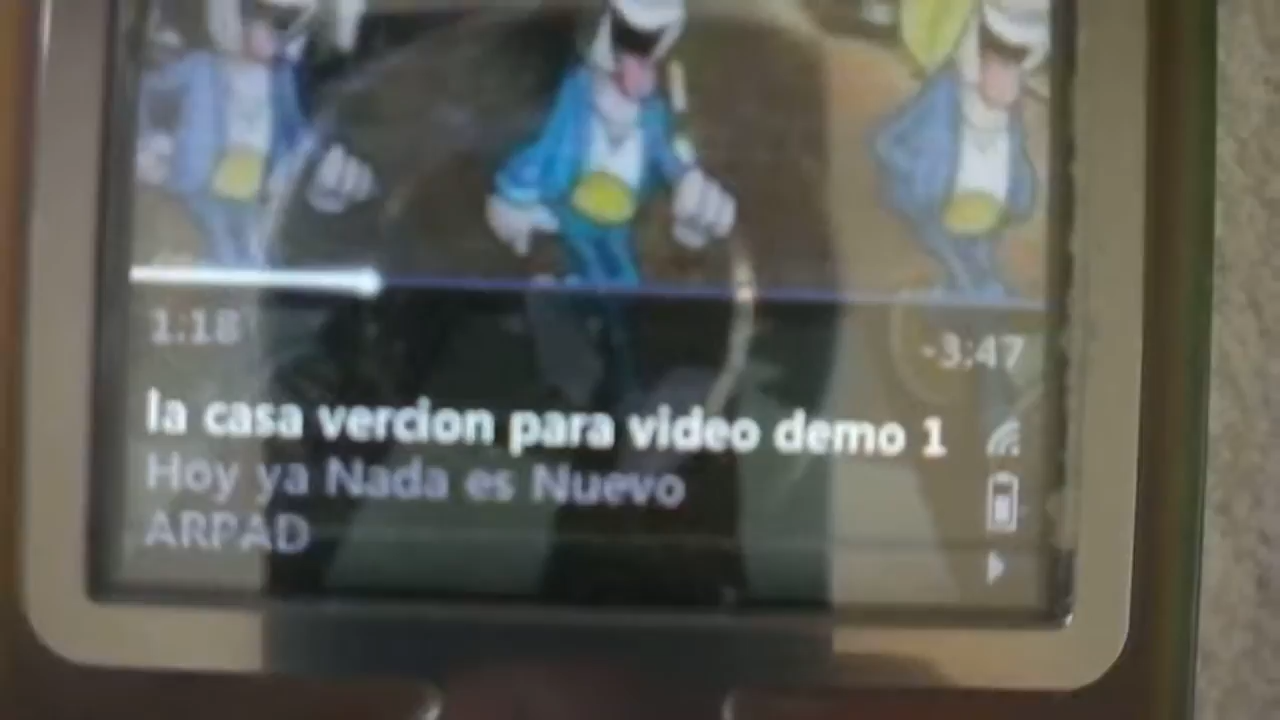 1:18
-3:47
la casa vercion para video demo 1
Hoy ya Nada es Nuevo
ARPAD